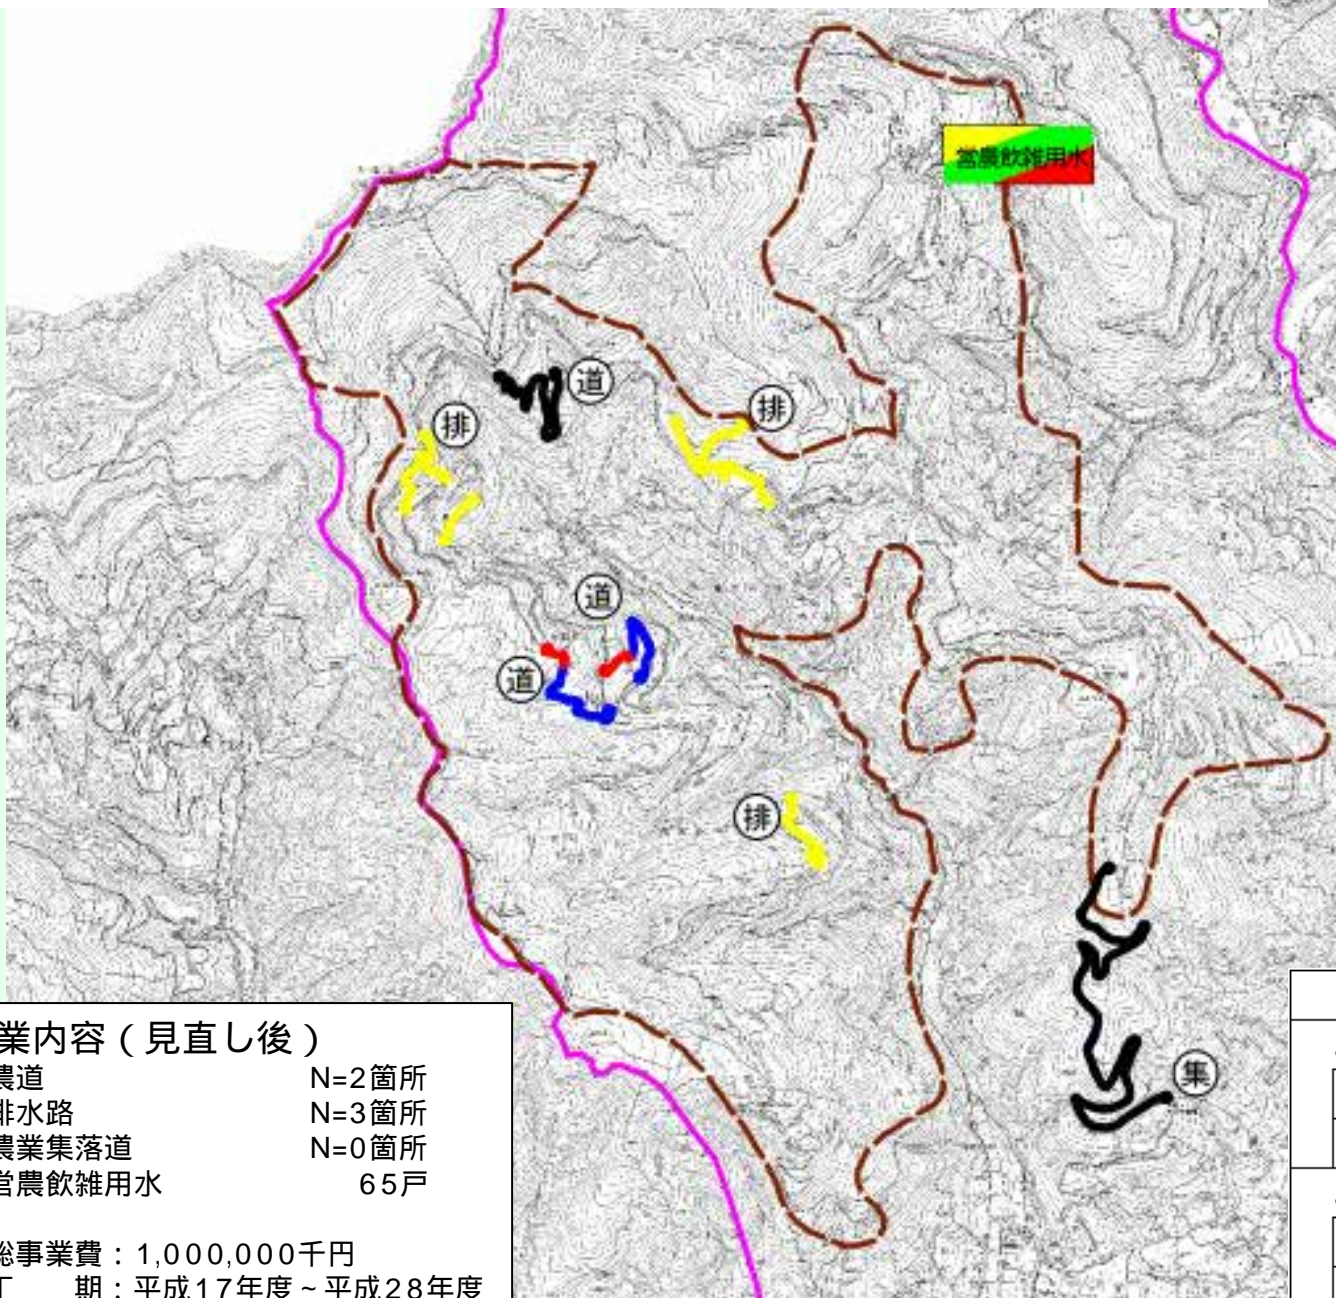 営農飲雑用水
道
排
排
道
道
排
集
業内容（見直し後）
農道 N=2箇所
排水路 N=3箇所
農業集落道 N=0箇所
営農飲雑用水 65戸
総事業費：1,000,000千円
工 期：平成17年度～平成28年度